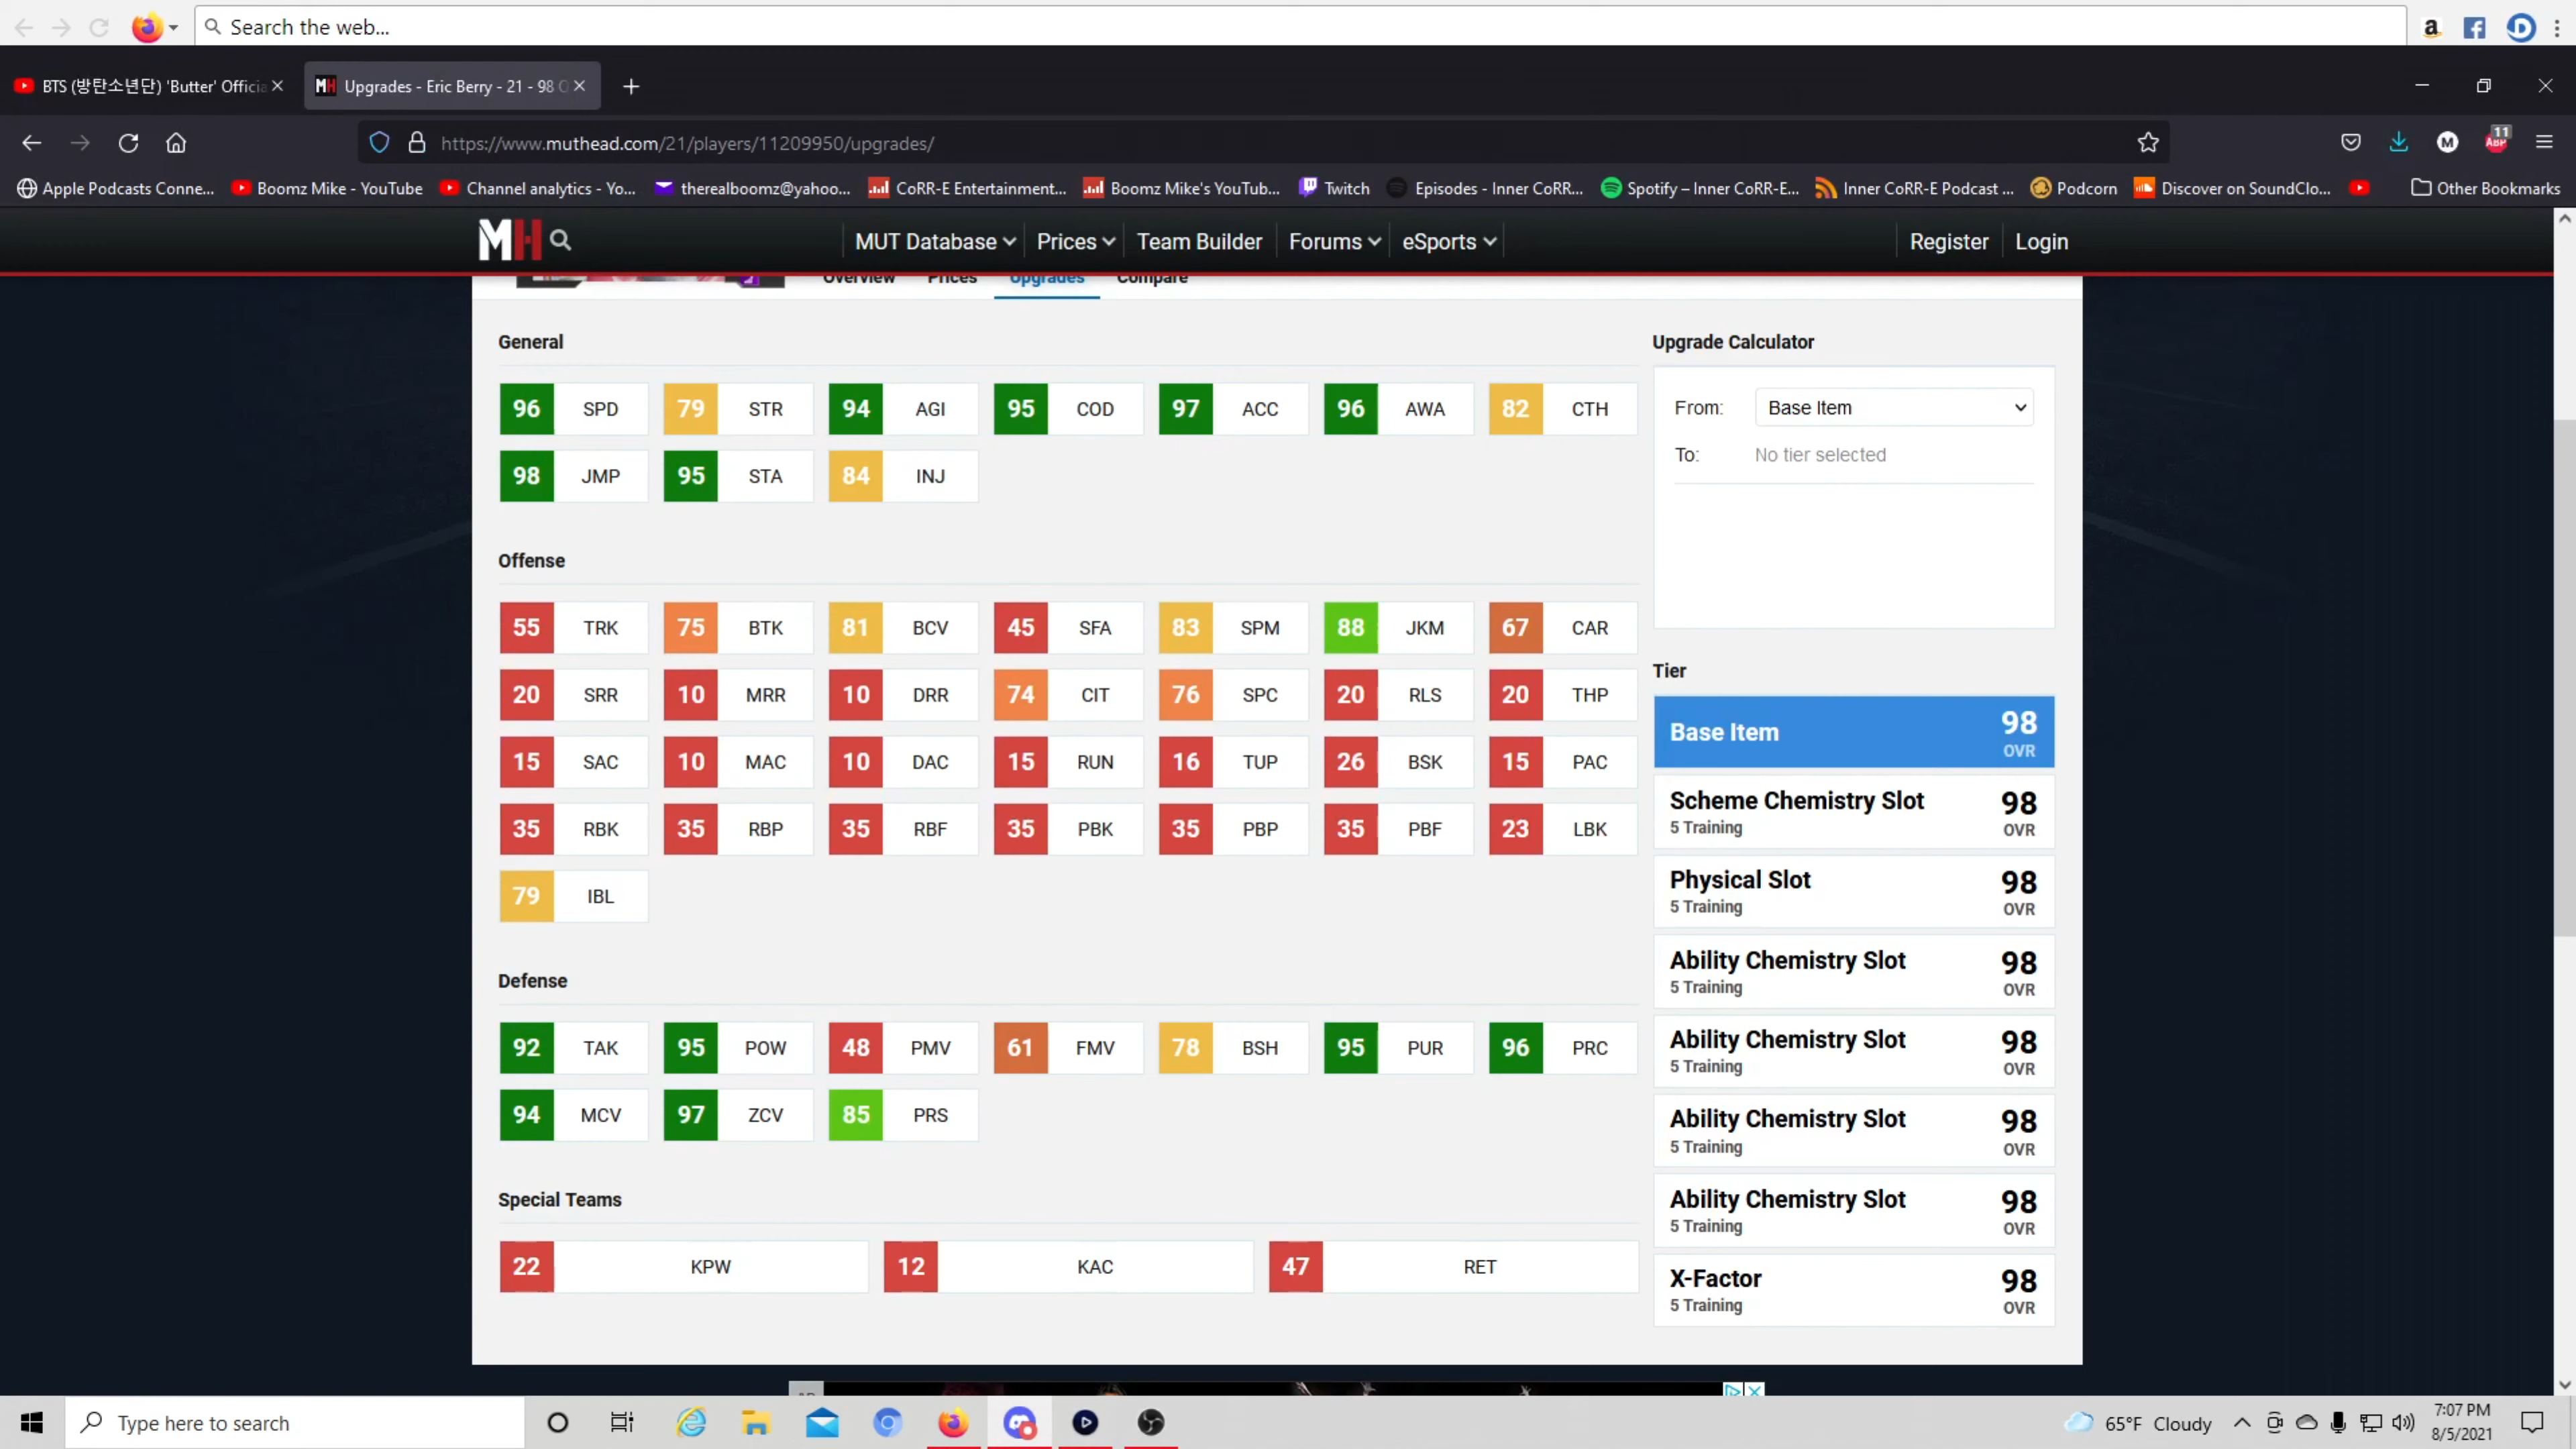 Search the web...
BTS (방탄소년단) 'Butter' Officia
MH Upgrades - Eric Berry - 21 - 98 O
https://www.muthead.com/21/players/11209950/upgrades/
11
ABP
M
Apple Podcasts Conne... Boomz Mike - YouTube Channel analytics - Yo... therealboomz@yahoo... CoRR-E Entertainment... Boomz Mike's YouTub... Twitch Episodes - Inner CoRR... Spotify – Inner CoRR-E... Inner CoRR-E Podcast ... Podcorn Discover on SoundClo... Other Bookmarks
MH MUT Database Prices Team Builder Forums eSports Register Login
Overview Prices Upgrades Compare
General
96 SPD 79 STR 94 AGI 95 COD 97 ACC 96 AWA 82 CTH
98 JMP 95 STA 84 INJ
Offense
55 TRK 75 BTK 81 BCV 45 SFA 83 SPM 88 JKM 67 CAR
20 SRR 10 MRR 10 DRR 74 CIT 76 SPC 20 RLS 20 THP
15 SAC 10 MAC 10 DAC 15 RUN 16 TUP 26 BSK 15 PAC
35 RBK 35 RBP 35 RBF 35 PBK 35 PBP 35 PBF 23 LBK
79 IBL
Defense
92 TAK 95 POW 48 PMV 61 FMV 78 BSH 95 PUR 96 PRC
94 MCV 97 ZCV 85 PRS
Special Teams
22 KPW 12 KAC 47 RET
Upgrade Calculator
From: Base Item
To: No tier selected
Tier
Base Item 98
OVR
Scheme Chemistry Slot 98
5 Training OVR
Physical Slot 98
5 Training OVR
Ability Chemistry Slot 98
5 Training OVR
Ability Chemistry Slot 98
5 Training OVR
Ability Chemistry Slot 98
5 Training OVR
Ability Chemistry Slot 98
5 Training OVR
X-Factor 98
5 Training OVR
Type here to search
65°F Cloudy
7:07 PM
8/5/2021